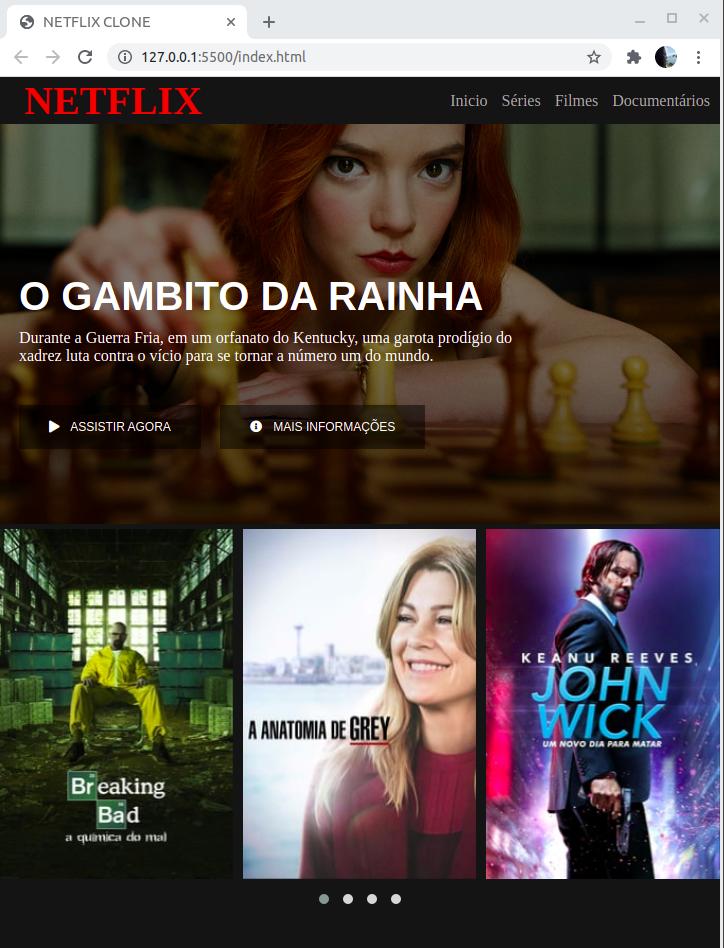 NETFLIX CLONE
127.0.0.1:5500/index.html
NETFLIX
Inicio Séries Filmes Documentários
O GAMBITO DA RAINHA
Durante a Guerra Fria, em um orfanato do Kentucky, uma garota prodígio do
xadrez luta contra o vício para se tornar a número um do mundo.
ASSISTIR AGORA
MAIS INFORMAÇÕES
Breaking
Bad
a química do mal
A ANATOMIA DE GREY
KEANU REEVES
JOHN
WICK
UM NOVO DIA PARA MATAR